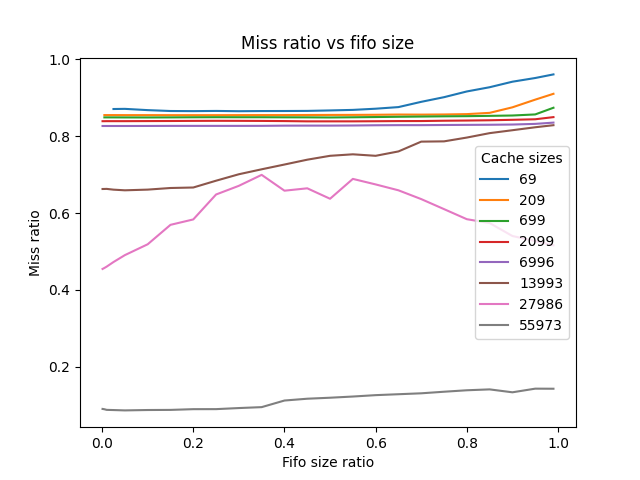 Miss ratio vs fifo size
1.0
0.8
0.6
0.4
0.2
Miss ratio
Cache sizes
69
209
699
2099
6996
13993
27986
55973
0.0 0.2 0.4 0.6 0.8 1.0
Fifo size ratio